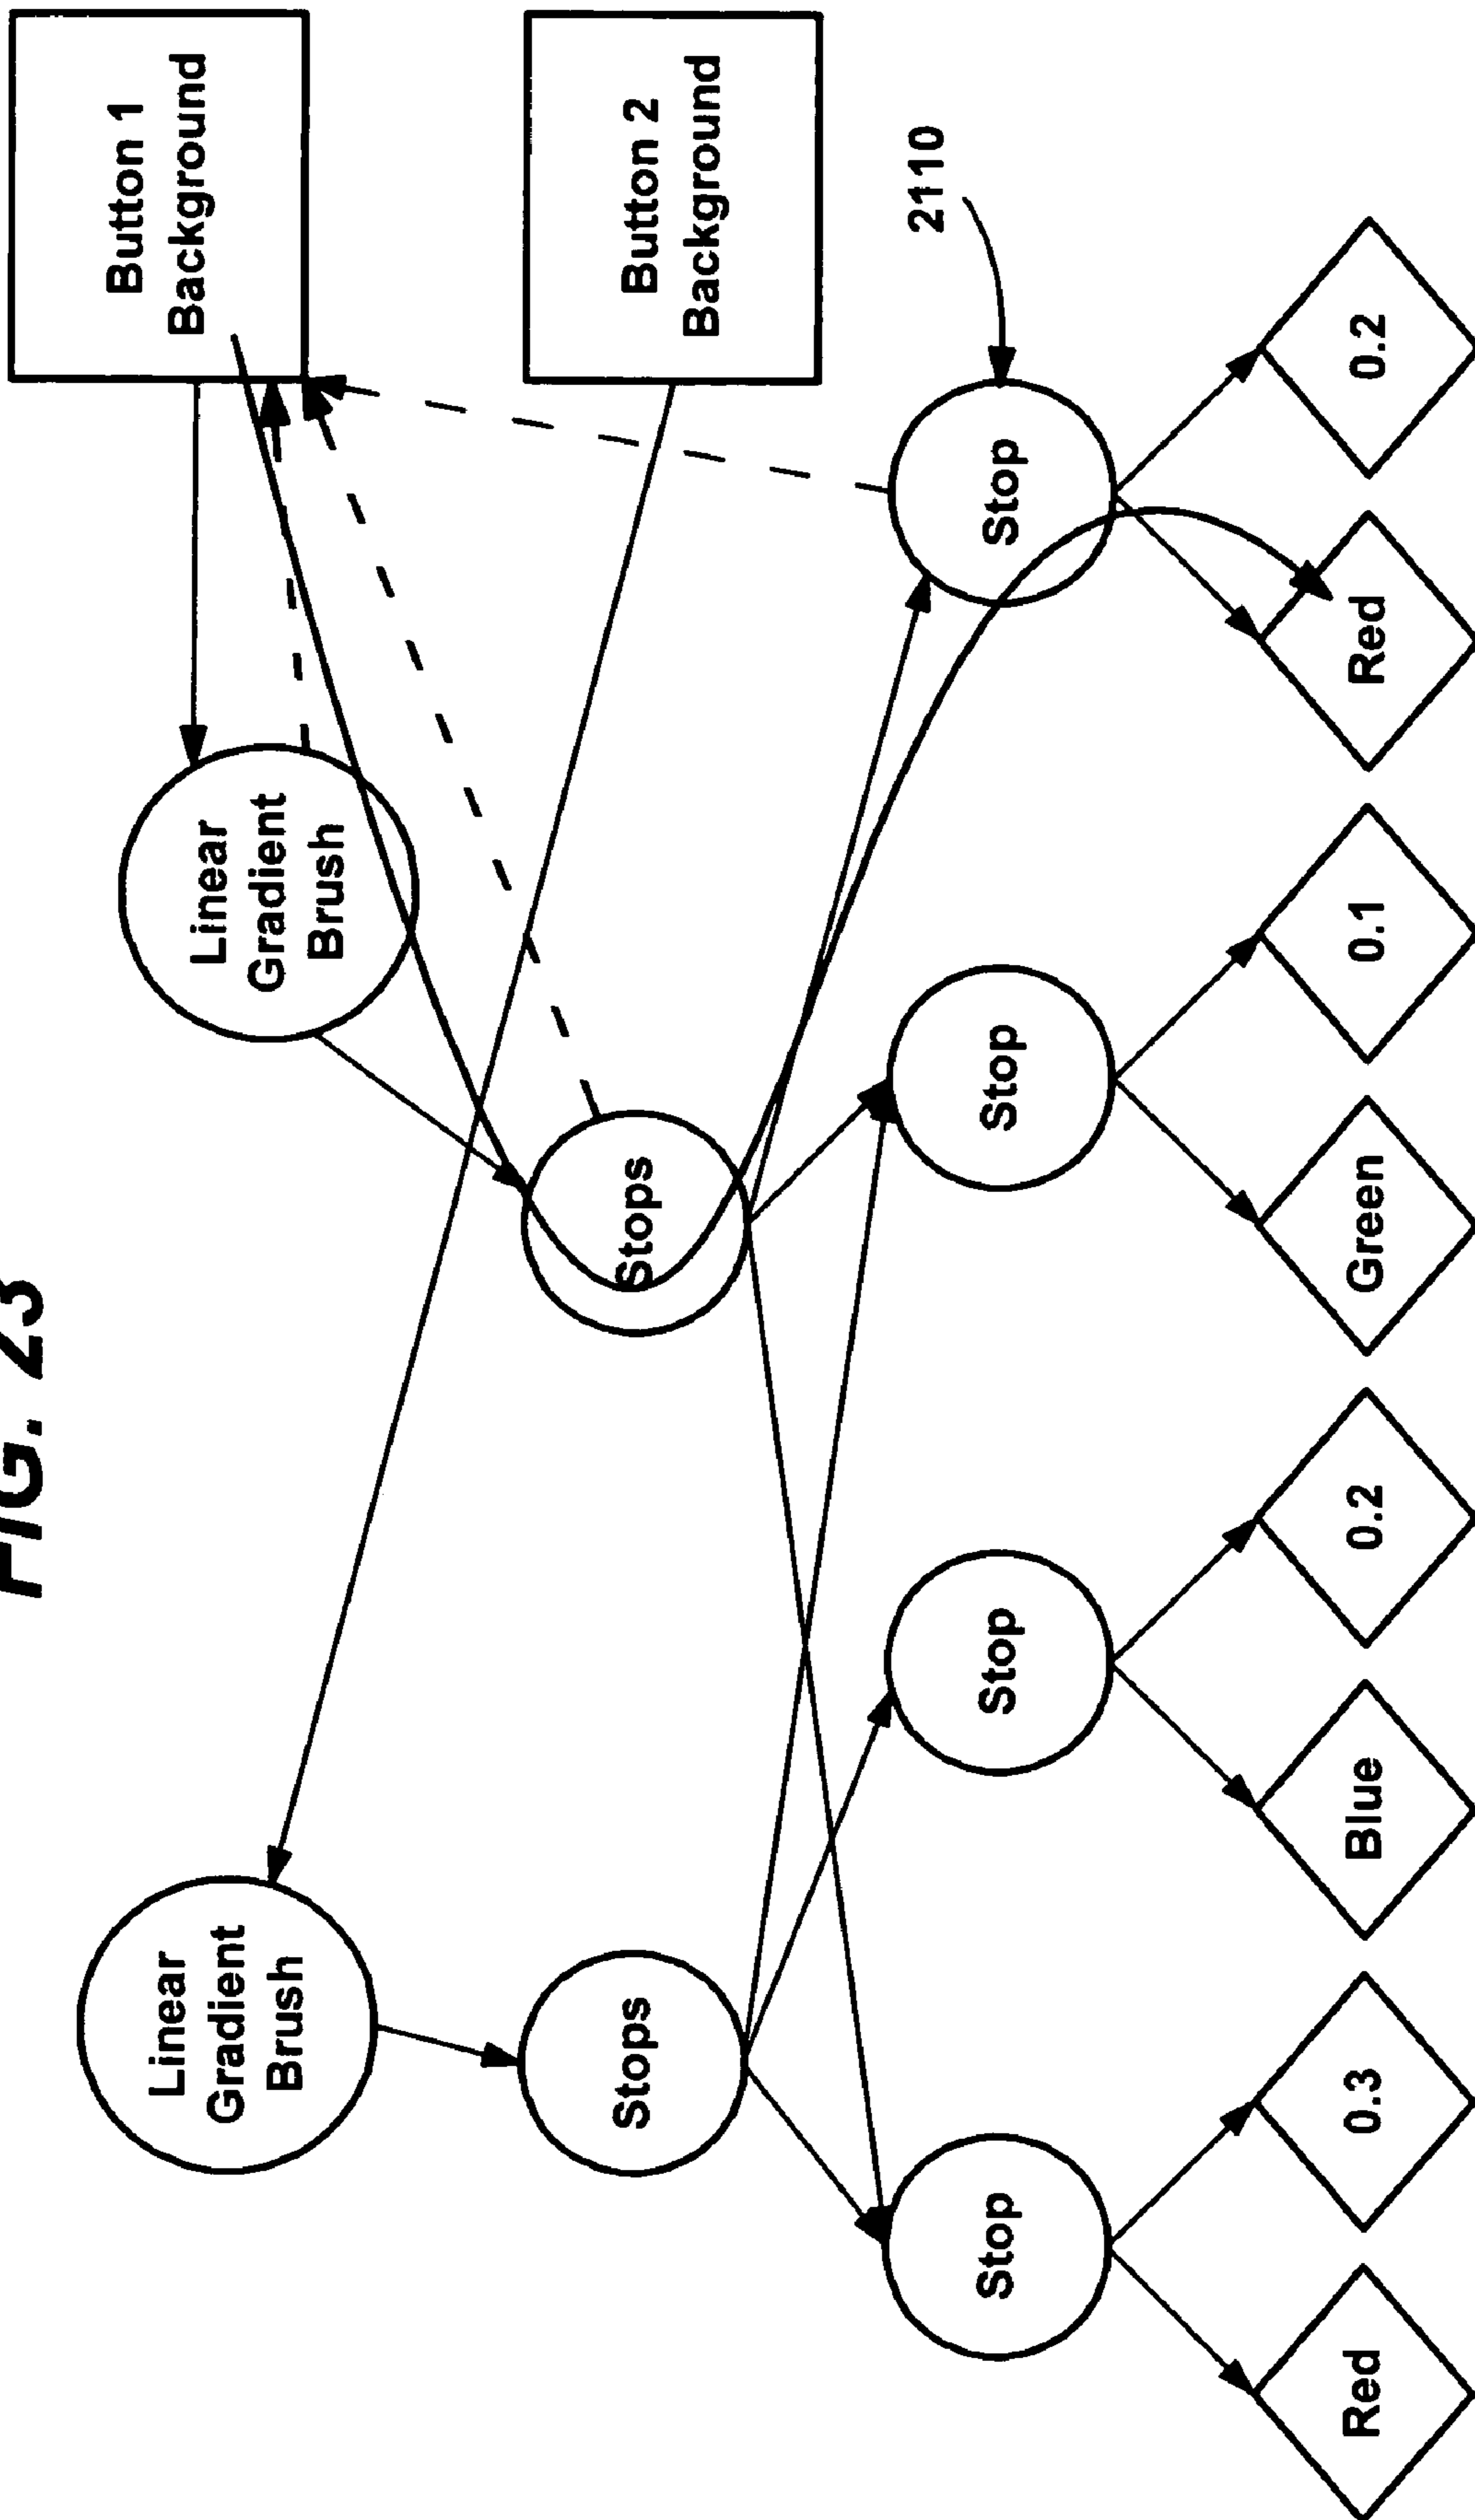 FIG.
Linear
Gradient
Brush
Linear
Gradient
Brush
Button 1
Background
Stops
Stops
Button 2
Background
2110
Stop
Stop
Stop
Stop
Red
0.3
Blue
0.2
Green
0.1
Red
0.2